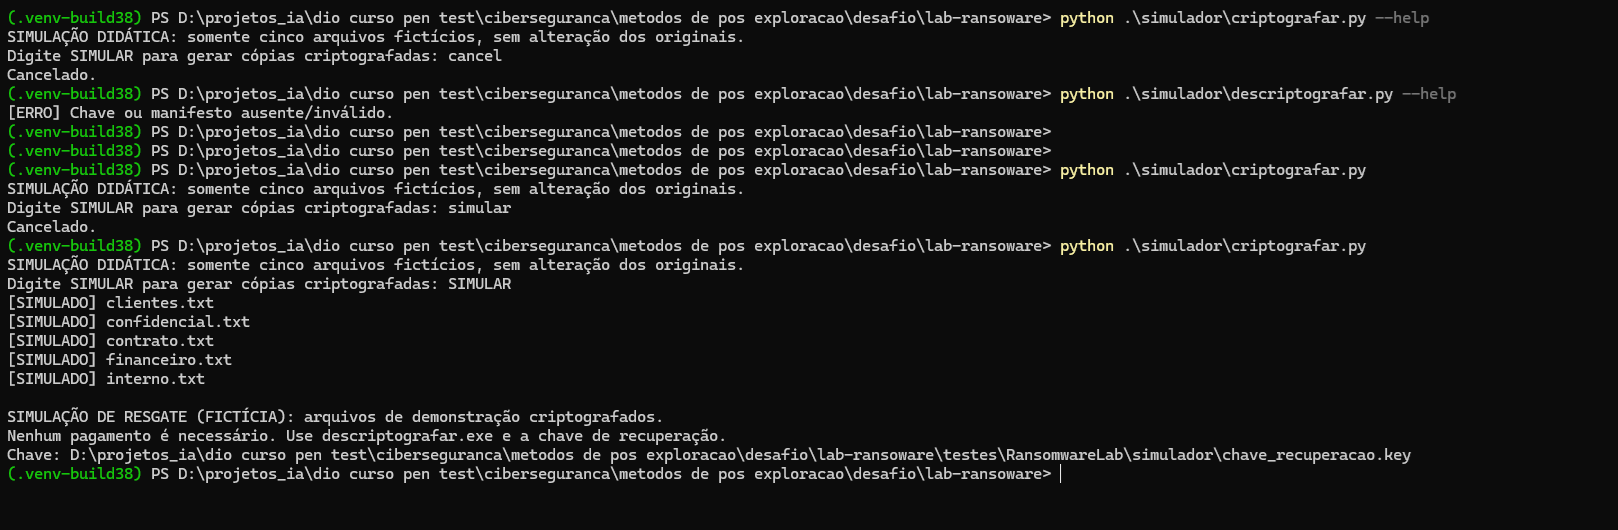 (.venv-build38) PS D:\projetos_ia\dio curso pen test\ciberseguranca\metodos de pos exploracao\desafio\lab-ransoware> python .\simulador\criptografar.py --help
SIMULAÇÃO DIDÁTICA: somente cinco arquivos fictícios, sem alteração dos originais.
Digite SIMULAR para gerar cópias criptografadas: cancel
Cancelado.
(.venv-build38) PS D:\projetos_ia\dio curso pen test\ciberseguranca\metodos de pos exploracao\desafio\lab-ransoware> python .\simulador\descriptografar.py --help
[ERRO] Chave ou manifesto ausente/inválido.
(.venv-build38) PS D:\projetos_ia\dio curso pen test\ciberseguranca\metodos de pos exploracao\desafio\lab-ransoware>
(.venv-build38) PS D:\projetos_ia\dio curso pen test\ciberseguranca\metodos de pos exploracao\desafio\lab-ransoware>
(.venv-build38) PS D:\projetos_ia\dio curso pen test\ciberseguranca\metodos de pos exploracao\desafio\lab-ransoware> python .\simulador\criptografar.py
SIMULAÇÃO DIDÁTICA: somente cinco arquivos fictícios, sem alteração dos originais.
Digite SIMULAR para gerar cópias criptografadas: simular
Cancelado.
(.venv-build38) PS D:\projetos_ia\dio curso pen test\ciberseguranca\metodos de pos exploracao\desafio\lab-ransoware> python .\simulador\criptografar.py
SIMULAÇÃO DIDÁTICA: somente cinco arquivos fictícios, sem alteração dos originais.
Digite SIMULAR para gerar cópias criptografadas: SIMULAR
[SIMULADO] clientes.txt
[SIMULADO] confidencial.txt
[SIMULADO] contrato.txt
[SIMULADO] financeiro.txt
[SIMULADO] interno.txt
SIMULAÇÃO DE RESGATE (FICTÍCIA): arquivos de demonstração criptografados.
Nenhum pagamento é necessário. Use descriptografar.exe e a chave de recuperação.
Chave: D:\projetos_ia\dio curso pen test\ciberseguranca\metodos de pos exploracao\desafio\lab-ransoware\testes\RansomwareLab\simulador\chave_recuperacao.key
(.venv-build38) PS D:\projetos_ia\dio curso pen test\ciberseguranca\metodos de pos exploracao\desafio\lab-ransoware>